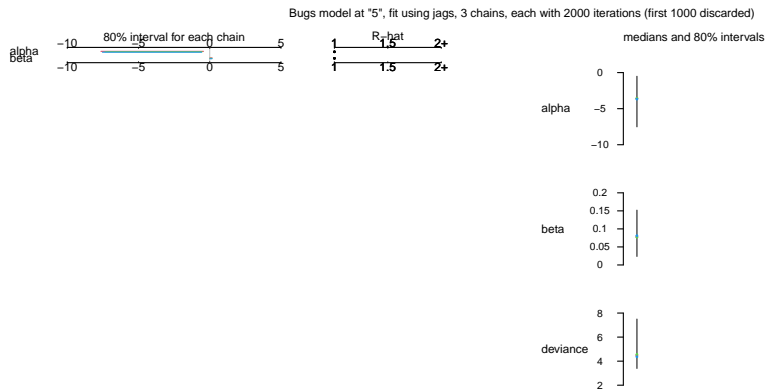 Bugs model at "5", fit using jags, 3 chains, each with 2000 iterations (first 1000 discarded)
80% interval for each chain R−hat medians and 80% intervals
−10 −5 0 5 1 1.5 2+
alpha
beta
−10 −5 0 5 1 1.5 2+
0
alpha −5
−10
0.2
0.15
beta 0.1
0.05
0
8
6
deviance 4
2